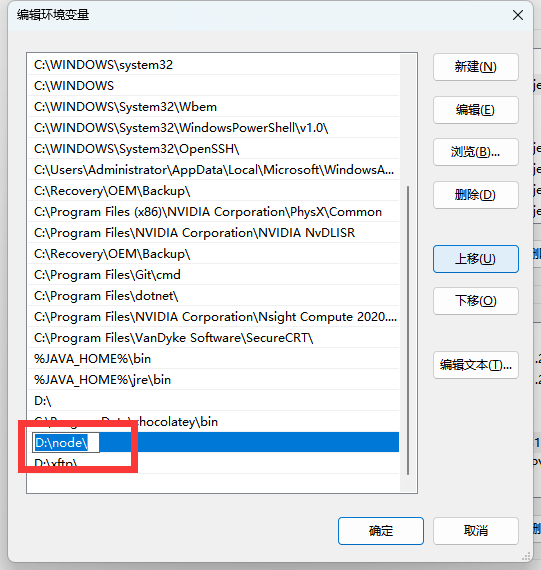 编辑环境变量
C:\WINDOWS\system32
C:\WINDOWS
C:\WINDOWS\System32\Wbem
C:\WINDOWS\System32\WindowsPowerShell\v1.0\
C:\WINDOWS\System32\OpenSSH\
C:\Users\Administrator\AppData\Local\Microsoft\WindowsA...
C:\Recovery\OEM\Backup\
C:\Program Files (x86)\NVIDIA Corporation\PhysX\Common
C:\Program Files\NVIDIA Corporation\NVIDIA NvDLISR
C:\Recovery\OEM\Backup\
C:\Program Files\Git\cmd
C:\Program Files\dotnet\
C:\Program Files\NVIDIA Corporation\Nsight Compute 2020....
C:\Program Files\VanDyke Software\SecureCRT\
%JAVA_HOME%\bin
%JAVA_HOME%\jre\bin
D:\
C:\ProgramData\chocolatey\bin
D:\node\
D:\xftp\
新建(N)
编辑(E)
浏览(B)...
删除(D)
上移(U)
下移(O)
编辑文本(T)...
确定
取消